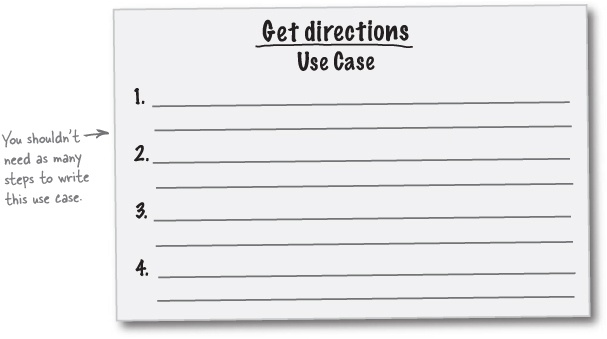 Get directions
Use Case
1.
You shouldn't
need as many
steps to write
this use case.
2.
3.
4.